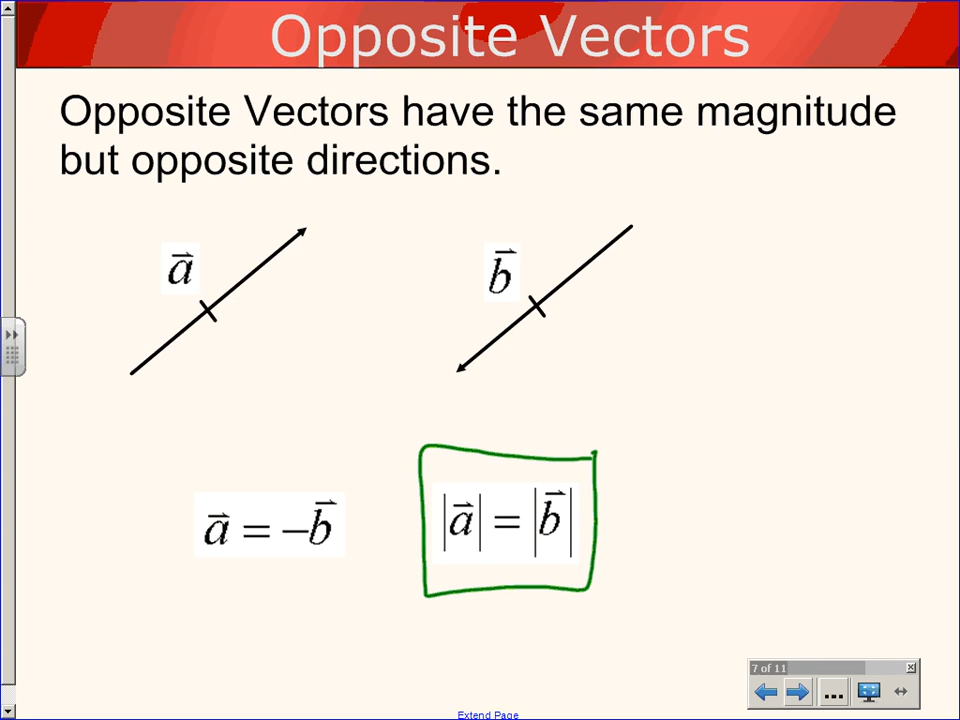 Opposite Vectors
Opposite Vectors have the same magnitude
but opposite directions.
a⃗
b⃗
a⃗ = −b⃗
|a⃗| = |b⃗|
7 of 11
...
Extend Page